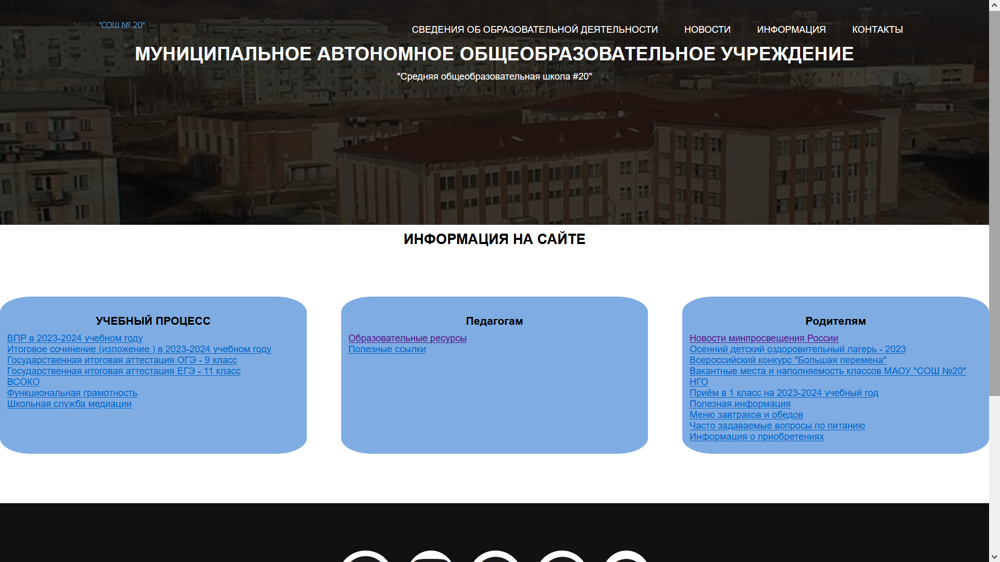 МАОУ "СОШ № 20"
СВЕДЕНИЯ ОБ ОБРАЗОВАТЕЛЬНОЙ ДЕЯТЕЛЬНОСТИ НОВОСТИ ИНФОРМАЦИЯ КОНТАКТЫ
МУНИЦИПАЛЬНОЕ АВТОНОМНОЕ ОБЩЕОБРАЗОВАТЕЛЬНОЕ УЧРЕЖДЕНИЕ
"Средняя общеобразовательная школа #20"
ИНФОРМАЦИЯ НА САЙТЕ
УЧЕБНЫЙ ПРОЦЕСС
ВПР в 2023-2024 учебном году
Итоговое сочинение (изложение ) в 2023-2024 учебном году
Государственная итоговая аттестация ОГЭ - 9 класс
Государственная итоговая аттестация ЕГЭ - 11 класс
ВСОКО
Функциональная грамотность
Школьная служба медиации
Педагогам
Образовательные ресурсы
Полезные ссылки
Родителям
Новости минпросвещения России
Осенний детский оздоровительный лагерь - 2023
Всероссийский конкурс "Большая перемена"
Вакантные места и наполняемость классов МАОУ "СОШ №20"
НГО
Приём в 1 класс на 2023-2024 учебный год
Полезная информация
Меню завтраков и обедов
Часто задаваемые вопросы по питанию
Информация о приобретениях